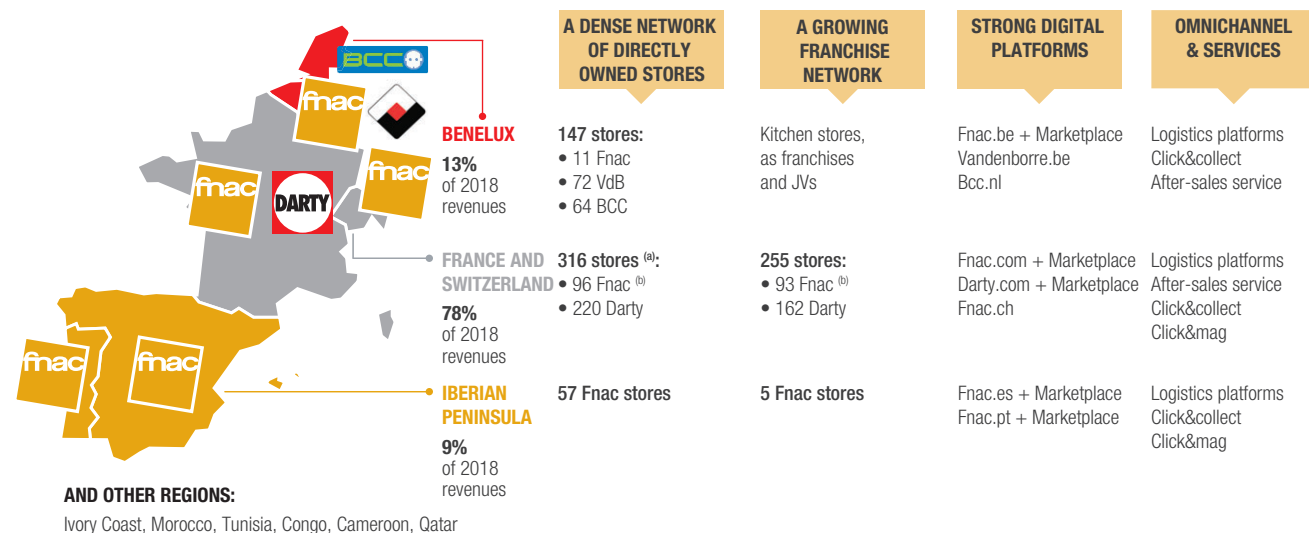 A DENSE NETWORK
OF DIRECTLY
OWNED STORES
A GROWING
FRANCHISE
NETWORK
STRONG DIGITAL
PLATFORMS
OMNICHANNEL
& SERVICES
BCC
fnac
fnac
fnac
DARTY
fnac
fnac
BENELUX
13%
of 2018
revenues
147 stores:
• 11 Fnac
• 72 VdB
• 64 BCC
Kitchen stores,
as franchises
and JVs
Fnac.be + Marketplace
Vandenborre.be
Bcc.nl
Logistics platforms
Click&collect
After-sales service
FRANCE AND
SWITZERLAND
78%
of 2018
revenues
316 stores (a):
• 96 Fnac (b)
• 220 Darty
255 stores:
• 93 Fnac (b)
• 162 Darty
Fnac.com + Marketplace
Darty.com + Marketplace
Fnac.ch
Logistics platforms
After-sales service
Click&collect
Click&mag
IBERIAN
PENINSULA
9%
of 2018
revenues
57 Fnac stores
5 Fnac stores
Fnac.es + Marketplace
Fnac.pt + Marketplace
Logistics platforms
Click&collect
Click&mag
AND OTHER REGIONS:
Ivory Coast, Morocco, Tunisia, Congo, Cameroon, Qatar